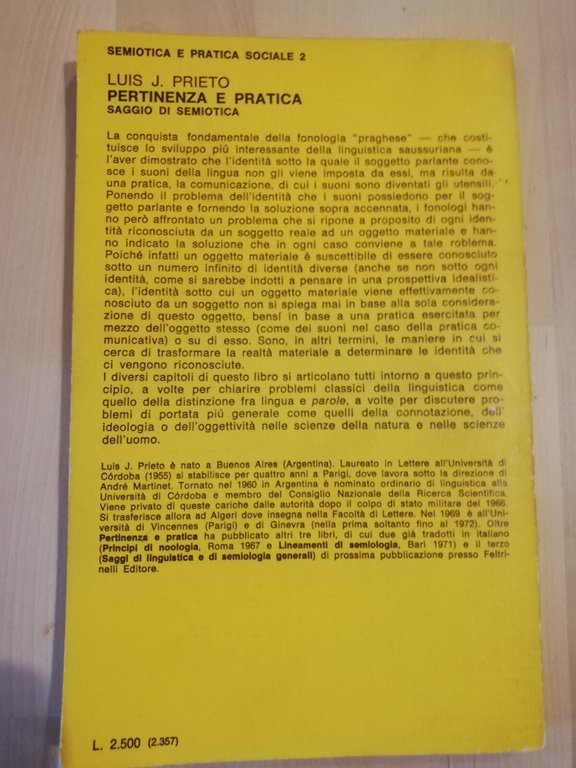 SEMIOTICA E PRATICA SOCIALE 2
LUIS J. PRIETO
PERTINENZA E PRATICA
SAGGIO DI SEMIOTICA
La conquista fondamentale della fonologia "praghese" — che costi-
tuisce lo sviluppo piú interessante della linguistica saussuriana — è
l'aver dimostrato che l'identità sotto la quale il soggetto parlante cono-
sce i suoni della lingua non gli viene imposta da essi, ma risulta da
una pratica, la comunicazione, di cui i suoni sono diventati gli utensili.
Ponendo il problema dell'identità che i suoni possiedono per il sog-
getto parlante e fornendo la soluzione sopra accennata, i fonologi han-
no però affrontato un problema che si ripone a proposito di ogni iden-
tità riconosciuta da un soggetto reale ad un oggetto materiale e han-
no indicato la soluzione che in ogni caso conviene a tale roblema.
Poiché infatti un oggetto materiale è suscettibile di essere conosciuto
sotto un numero infinito di identità diverse (anche se non sotto ogni
identità, come si sarebbe indotti a pensare in una prospettiva idealisti-
ca), l'identità sotto cui un oggetto materiale viene effettivamente co-
nosciuto da un soggetto non si spiega mai in base alla sola considera-
zione di questo oggetto, bensí in base a una pratica esercitata per
mezzo dell'oggetto stesso (come dei suoni nel caso della pratica co-
municativa) o su di esso. Sono, in altri termini, le maniere in cui si
cerca di trasformare la realtà materiale a determinare le identità che
ci vengono riconosciute.
I diversi capitoli di questo libro si articolano tutti intorno a questo prin-
cipio, a volte per chiarire problemi classici della linguistica come
quello della distinzione fra lingua e parole, a volte per discutere pro-
blemi di portata piú generale come quelli della connotazione, dell'
ideologia o dell'oggettività nelle scienze della natura e nelle scienze
dell'uomo.
Luis J. Prieto è nato a Buenos Aires (Argentina). Laureato in Lettere all'Università di
Córdoba (1955) si stabilisce per quattro anni a Parigi, dove lavora sotto la direzione di
André Martinet. Tornato nel 1960 in Argentina è nominato ordinario di linguistica alla
Università di Córdoba e membro del Consiglio Nazionale della Ricerca Scientifica.
Viene privato di queste cariche dalle autorità dopo il colpo di stato militare del 1966.
Si trasferisce allora ad Algeri dove insegna nella Facoltà di Lettere. Nel 1969 è all'Uni-
versità di Vincennes (Parigi) e di Ginevra (nella prima soltanto fino al 1972). Oltre
Pertinenza e pratica ha pubblicato altri tre libri, di cui due già tradotti in italiano
(Principi di noologia, Roma 1967 e Lineamenti di semiologia, Bari 1971) e il terzo
(Saggi di linguistica e di semiologia generali) di prossima pubblicazione presso Feltri-
nelli Editore.
L. 2.500 (2.357)